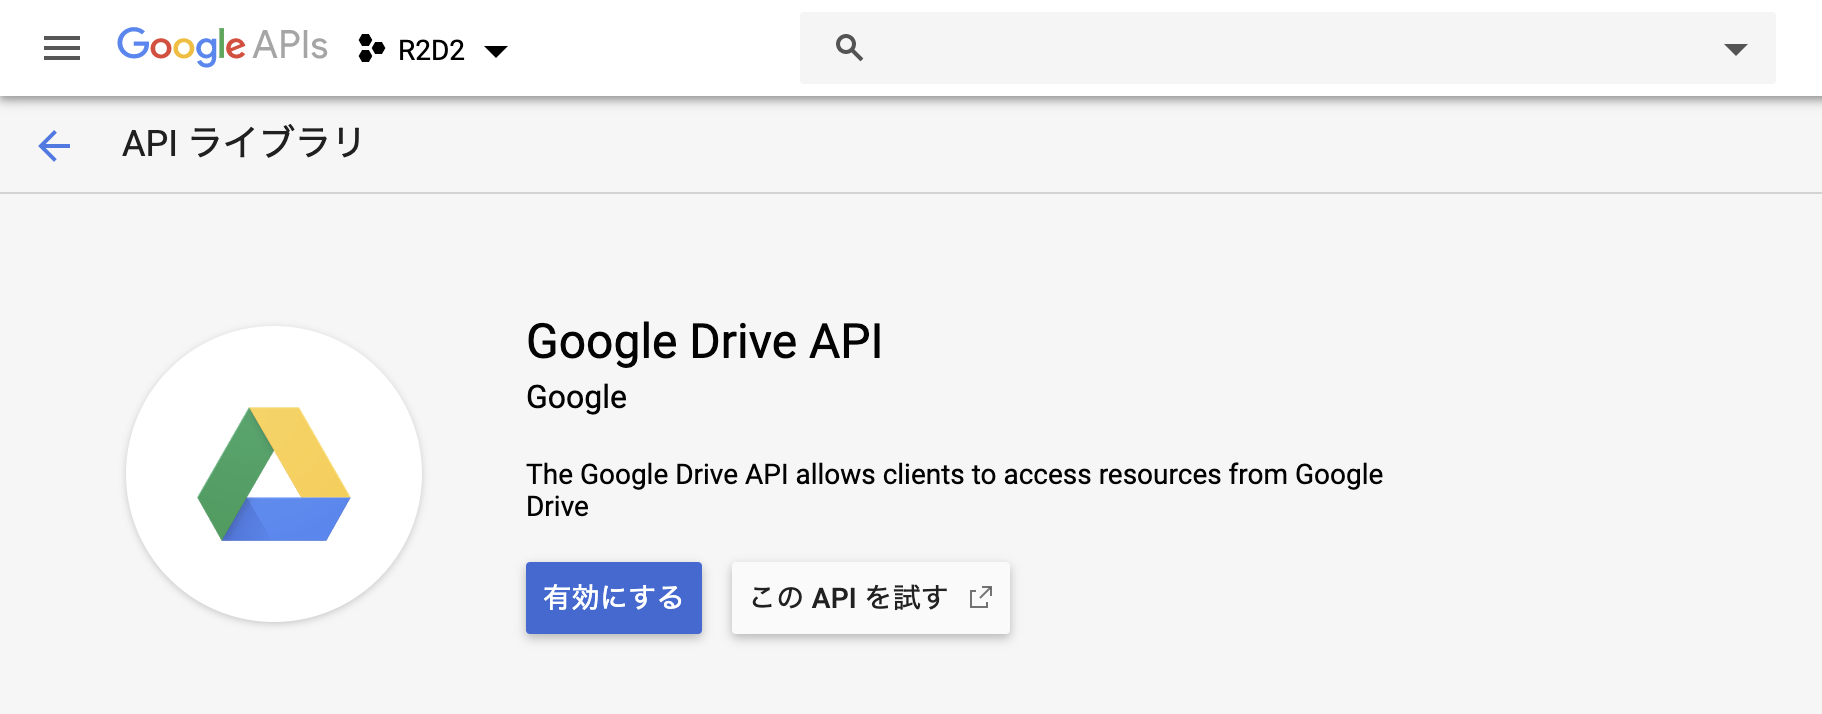 Google APIs R2D2
API ライブラリ
Google Drive API
Google
The Google Drive API allows clients to access resources from Google
Drive
有効にする この API を試す